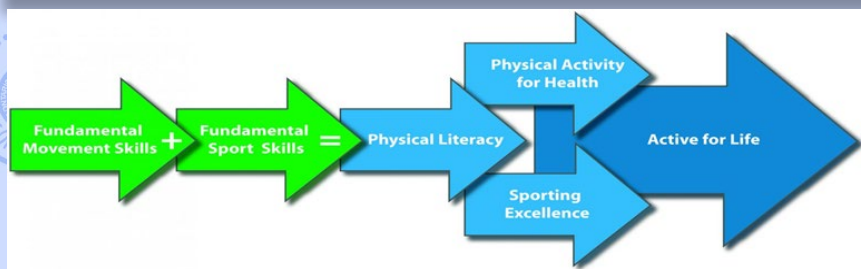 Fundamental
Movement Skills
+
Fundamental
Sport Skills
=
Physical Literacy
Physical Activity
for Health
Sporting
Excellence
Active for Life